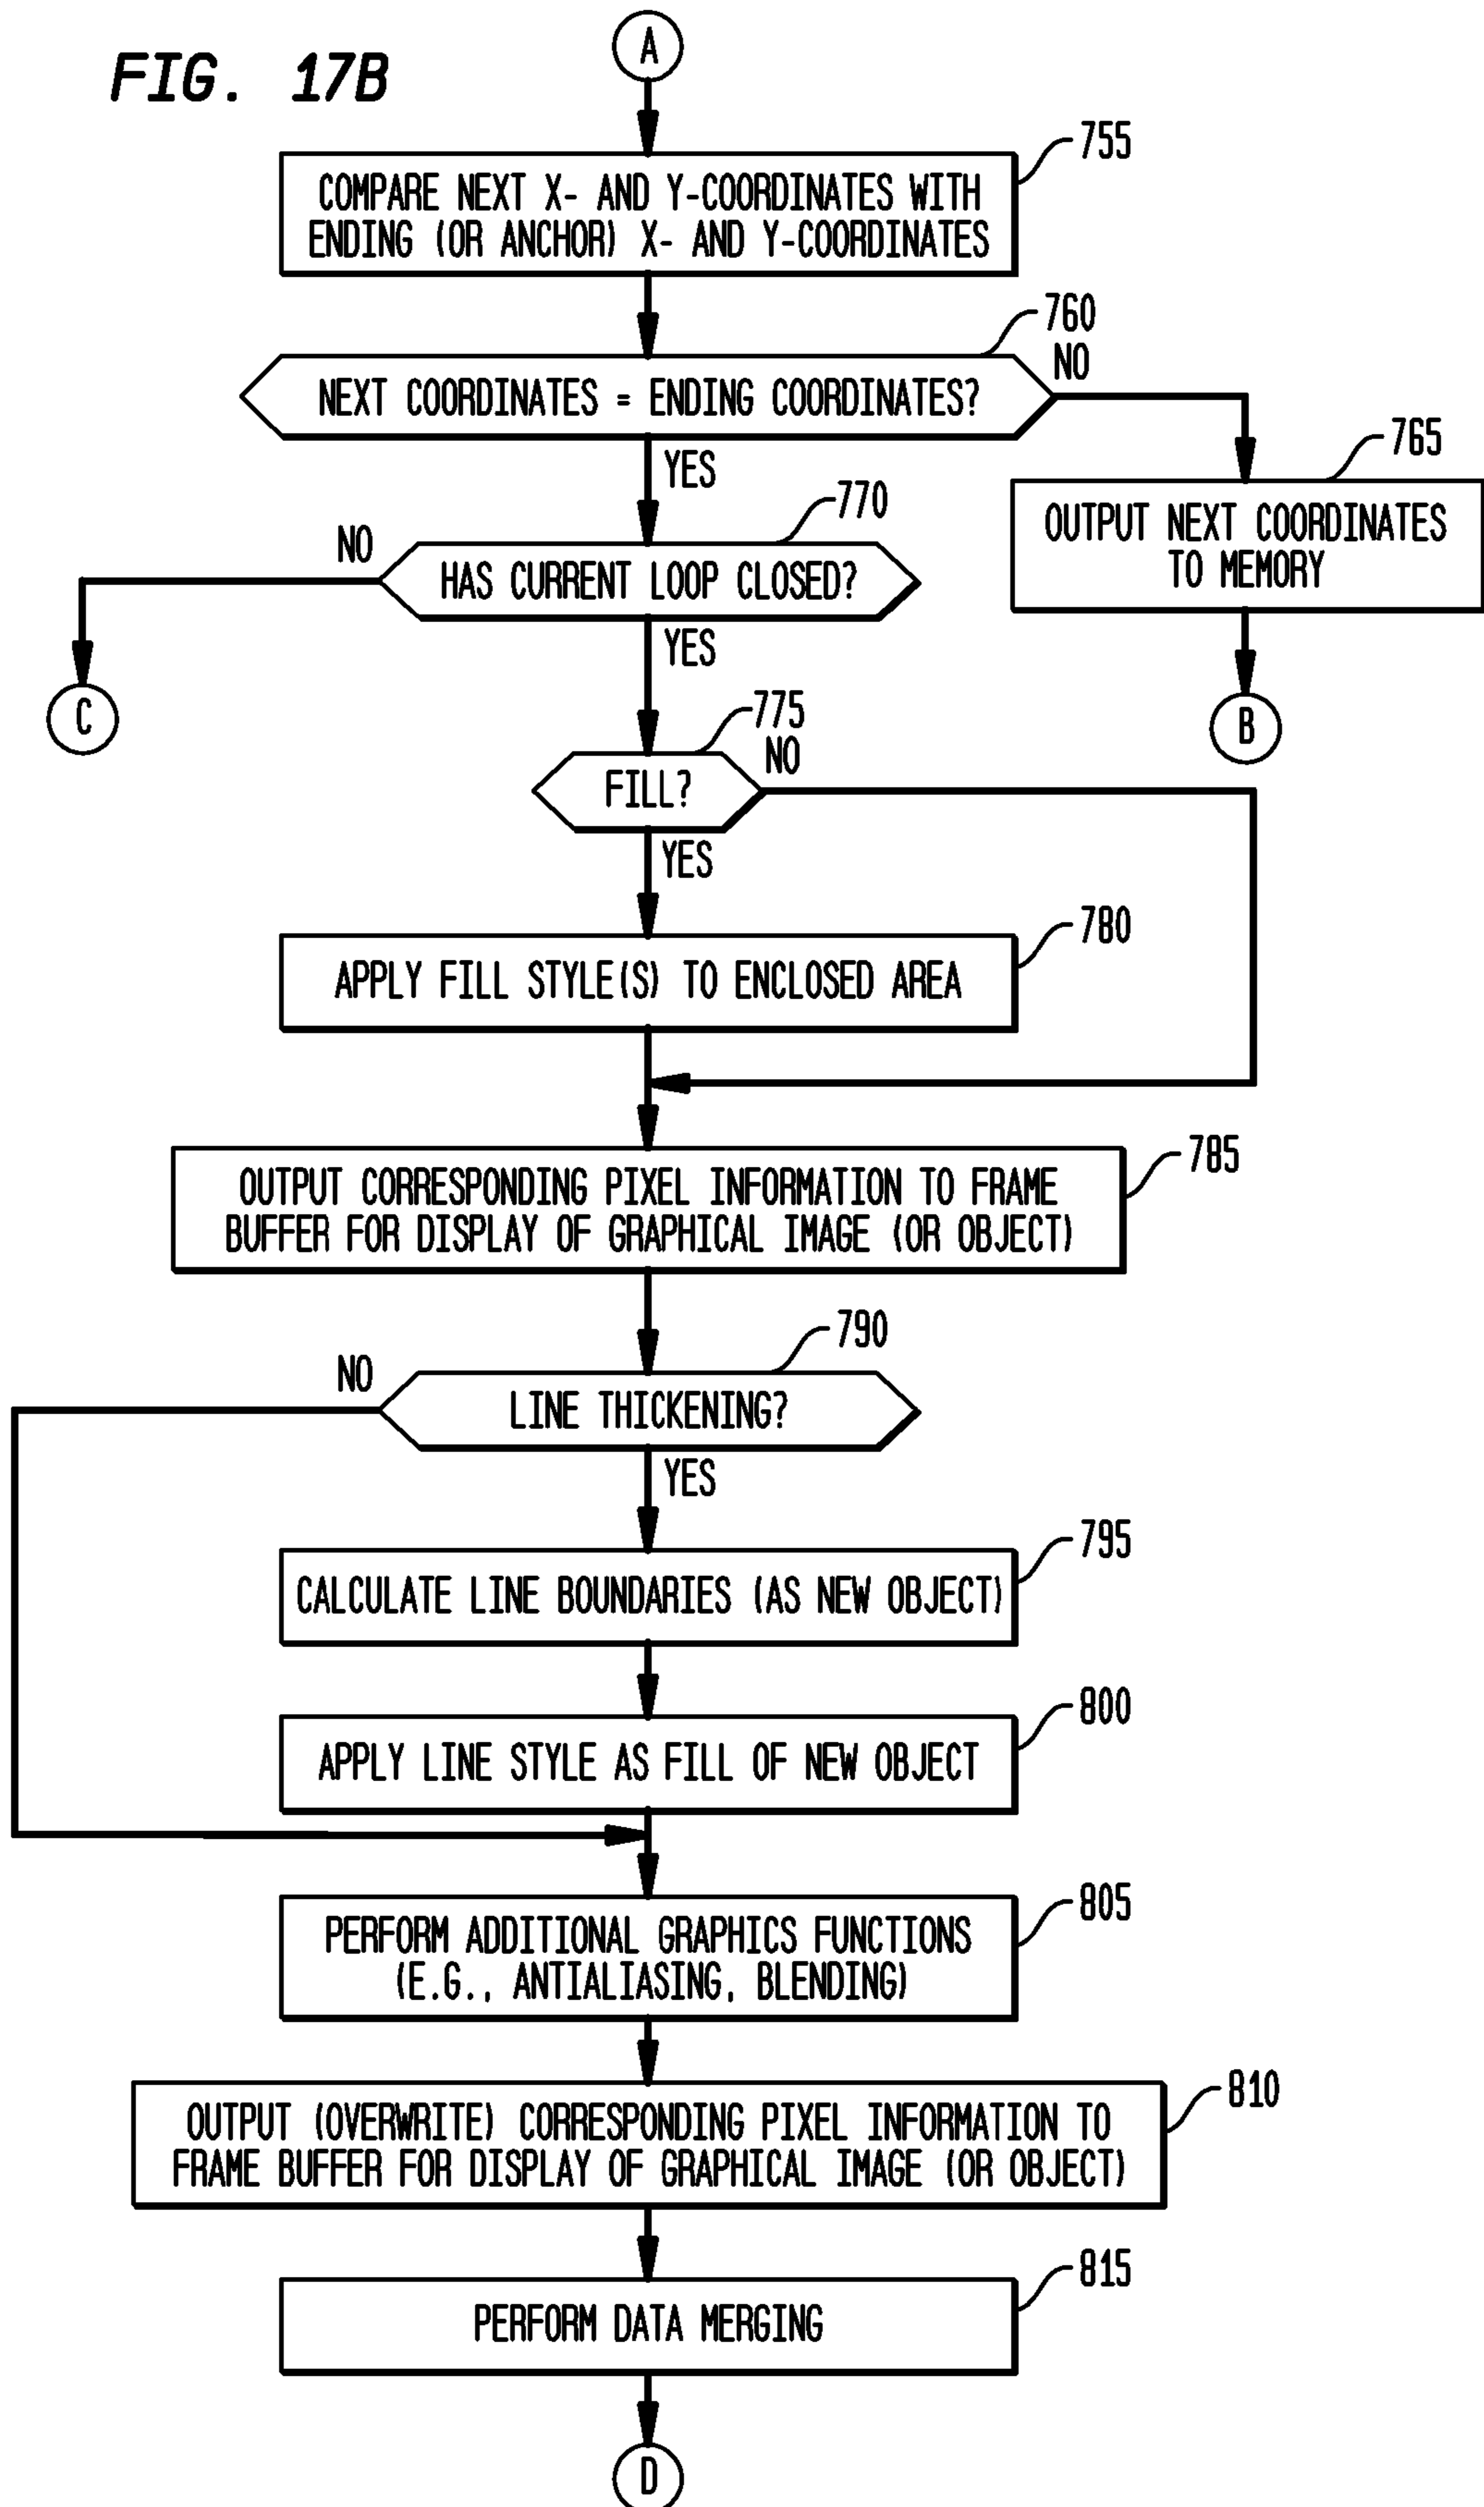 FIG. 17B
A
755
COMPARE NEXT X- AND Y-COORDINATES WITH
ENDING (OR ANCHOR) X- AND Y-COORDINATES
760
NEXT COORDINATES = ENDING COORDINATES?
NO
YES
765
OUTPUT NEXT COORDINATES
TO MEMORY
B
770
HAS CURRENT LOOP CLOSED?
NO
C
YES
775
FILL?
NO
YES
780
APPLY FILL STYLE(S) TO ENCLOSED AREA
785
OUTPUT CORRESPONDING PIXEL INFORMATION TO FRAME
BUFFER FOR DISPLAY OF GRAPHICAL IMAGE (OR OBJECT)
790
LINE THICKENING?
NO
YES
795
CALCULATE LINE BOUNDARIES (AS NEW OBJECT)
800
APPLY LINE STYLE AS FILL OF NEW OBJECT
805
PERFORM ADDITIONAL GRAPHICS FUNCTIONS
(E.G., ANTIALIASING, BLENDING)
810
OUTPUT (OVERWRITE) CORRESPONDING PIXEL INFORMATION TO
FRAME BUFFER FOR DISPLAY OF GRAPHICAL IMAGE (OR OBJECT)
815
PERFORM DATA MERGING
D